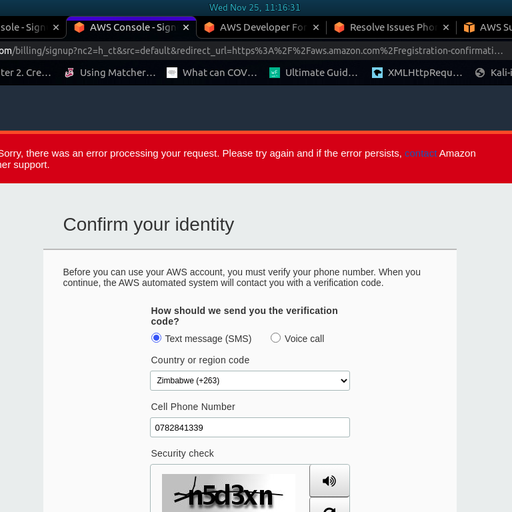 Wed Nov 25, 11:16:31
sole - Sign
AWS Console - Sign
AWS Developer For
Resolve Issues Phon
AWS Su
com/billing/signup?nc2=h_ct&src=default&redirect_url=https%3A%2F%2Faws.amazon.com%2Fregistration-confirmati...
ter 2. Cre...
Using Matcher...
What can COV...
Ultimate Guid...
XMLHttpRequ...
Kali-i
Sorry, there was an error processing your request. Please try again and if the error persists, contact Amazon
er support.
Confirm your identity
Before you can use your AWS account, you must verify your phone number. When you
continue, the AWS automated system will contact you with a verification code.
How should we send you the verification
code?
Text message (SMS)
Voice call
Country or region code
Zimbabwe (+263)
Cell Phone Number
0782841339
Security check
n5d3xn